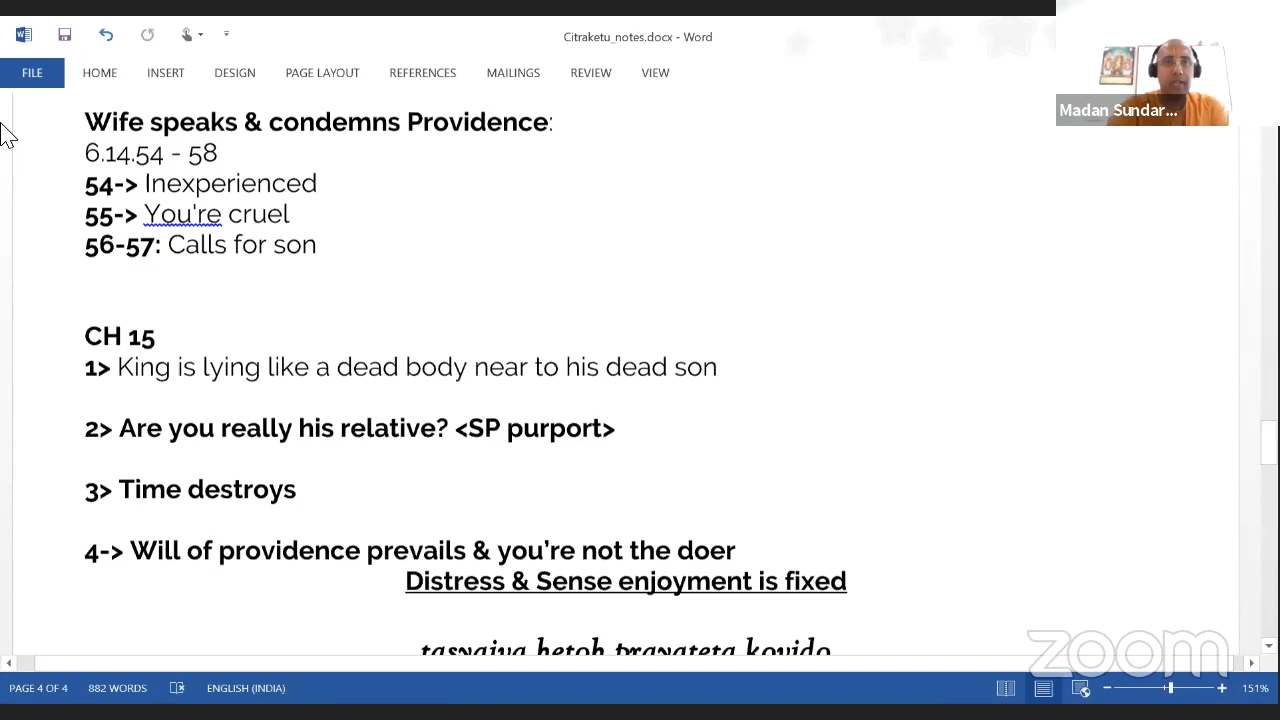 Citraketu_notes.docx - Word
FILE HOME INSERT DESIGN PAGE LAYOUT REFERENCES MAILINGS REVIEW VIEW
Madan Sundar...
Wife speaks & condemns Providence:
6.14.54 - 58
54-> Inexperienced
55-> You're cruel
56-57: Calls for son
CH 15
1> King is lying like a dead body near to his dead son
2> Are you really his relative? <SP purport>
3> Time destroys
4-> Will of providence prevails & you're not the doer
Distress & Sense enjoyment is fixed
tasyaiva hetoh prayateta kovido
zoom
PAGE 4 OF 4 882 WORDS ENGLISH (INDIA) 151%